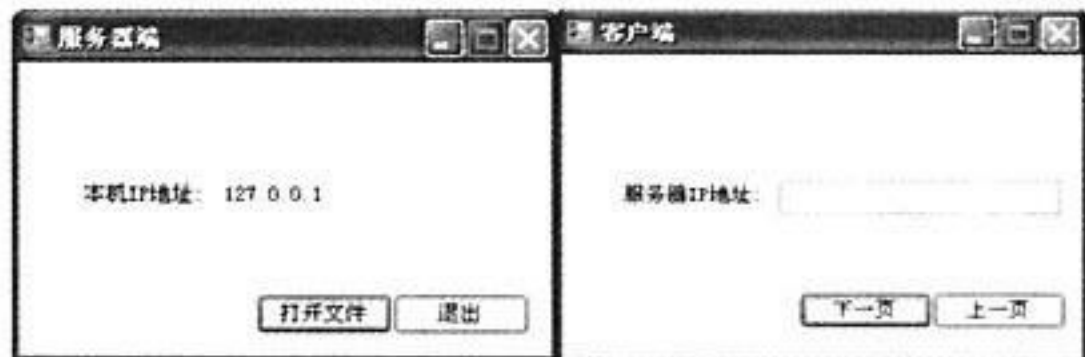 服务器端
本机IP地址: 127 0 0 1
打开文件 退出
客户端
服务器IP地址:
下一页 上一页